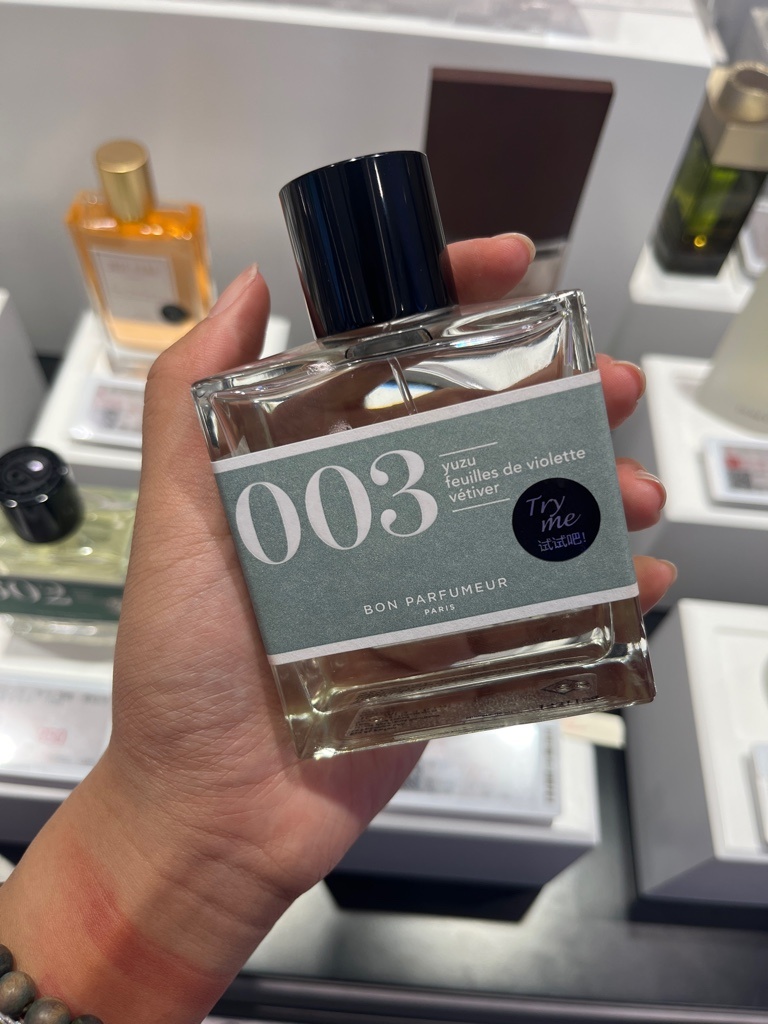 003
yuzu
feuilles de violette
vétiver
Try
me
试试吧!
BON PARFUMEUR
PARIS